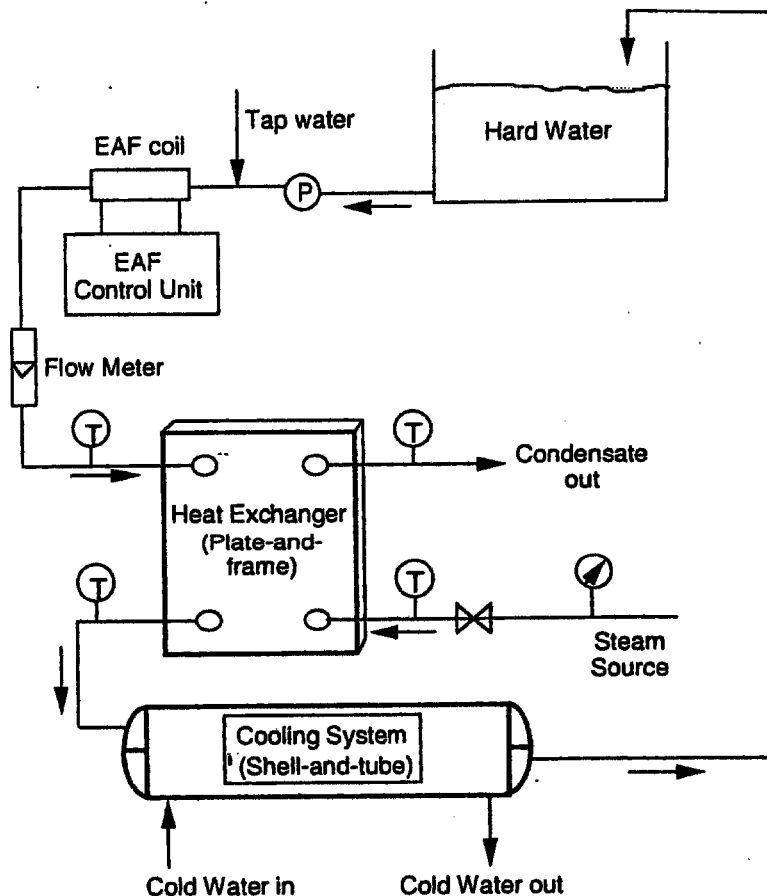 Tap water
Hard Water
EAF coil
P
EAF
Control Unit
Flow Meter
T
T
Condensate
out
Heat Exchanger
(Plate-and-
frame)
T
T
Steam
Source
Cooling System
(Shell-and-tube)
Cold Water in
Cold Water out